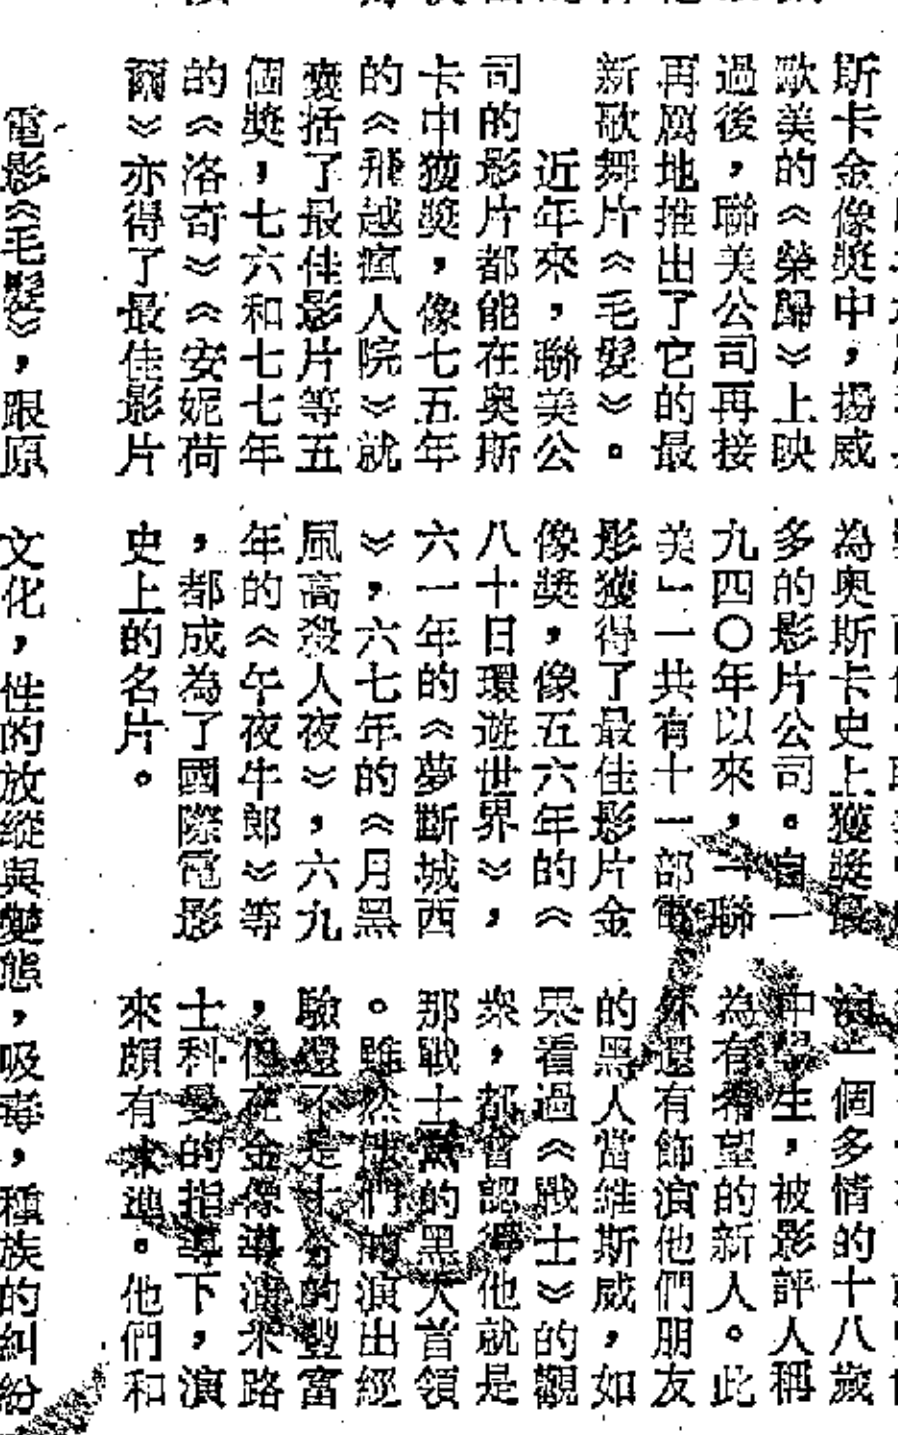 斯卡金像奬中，揚威
歐美的《榮歸》上映
過後，聯美公司再接
再厲地推出了它的最
新歌舞片《毛髮》。
近年來，聯美公
司的影片都能在奥斯
卡中獲奬，像七五年
的《飛越瘋人院》就
囊括了最佳影片等五
個奬，七六和七七年
的《洛奇》《安妮荷
爾》亦得了最佳影片
為奥斯卡史上獲奬最
多的影片公司。自一
九四〇年以來，「聯
美」一共有十一部電
影獲得了最佳影片金
像奬，像五六年的《
八十日環遊世界》，
六一年的《夢斷城西
》，六七年的《月黑
風高殺人夜》，六九
年的《午夜牛郎》等
，都成為了國際電影
史上的名片。
演一個多情的十八歲
中學生，被影評人稱
為有希望的新人。此
外還有飾演他們朋友
的黑人當維斯威，如
果看過《戰士》的觀
衆，都會認得他就是
那戰士黨的黑人首領
。雖然他們演出經
驗還不是十分的豐富
，但在金像導演米路
士科曼的指導下，演
來頗有水準。他們和
電影《毛髮》，跟原
文化，性的放縱與變態，吸毒，種族的糾紛